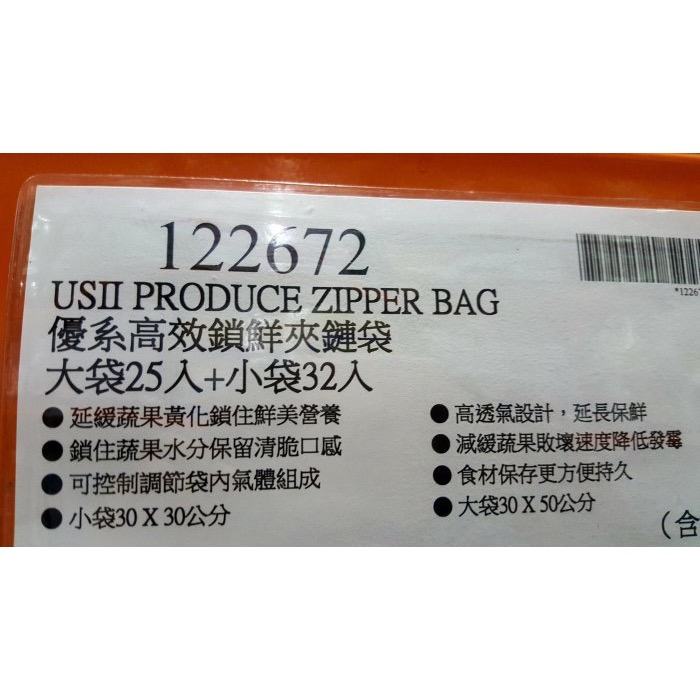 122672
*1226
USII PRODUCE ZIPPER BAG
優系高效鎖鮮夾鏈袋
大袋25入+小袋32入
● 延緩蔬果黃化鎖住鮮美營養
● 鎖住蔬果水分保留清脆口感
● 可控制調節袋內氣體組成
● 小袋30 X 30公分
● 高透氣設計，延長保鮮
● 減緩蔬果敗壞速度降低發霉
● 食材保存更方便持久
● 大袋30 X 50公分
(含